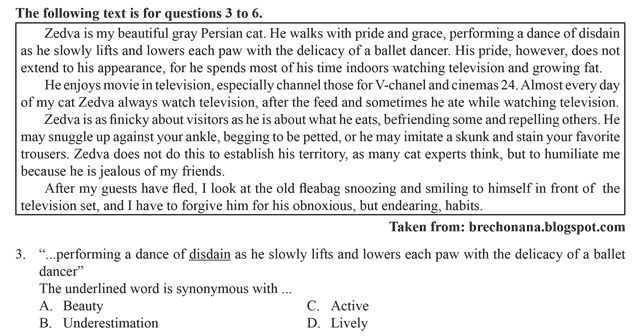 The following text is for questions 3 to 6.
Zedva is my beautiful gray Persian cat. He walks with pride and grace, performing a dance of disdain
as he slowly lifts and lowers each paw with the delicacy of a ballet dancer. His pride, however, does not
extend to his appearance, for he spends most of his time indoors watching television and growing fat.
He enjoys movie in television, especially channel those for V-chanel and cinemas 24. Almost every day
of my cat Zedva always watch television, after the feed and sometimes he ate while watching television.
Zedva is as finicky about visitors as he is about what he eats, befriending some and repelling others. He
may snuggle up against your ankle, begging to be petted, or he may imitate a skunk and stain your favorite
trousers. Zedva does not do this to establish his territory, as many cat experts think, but to humiliate me
because he is jealous of my friends.
After my guests have fled, I look at the old fleabag snoozing and smiling to himself in front of the
television set, and I have to forgive him for his obnoxious, but endearing, habits.
Taken from: brechonana.blogspot.com
3. “...performing a dance of disdain as he slowly lifts and lowers each paw with the delicacy of a ballet
dancer”
The underlined word is synonymous with ...
A. Beauty C. Active
B. Underestimation D. Lively